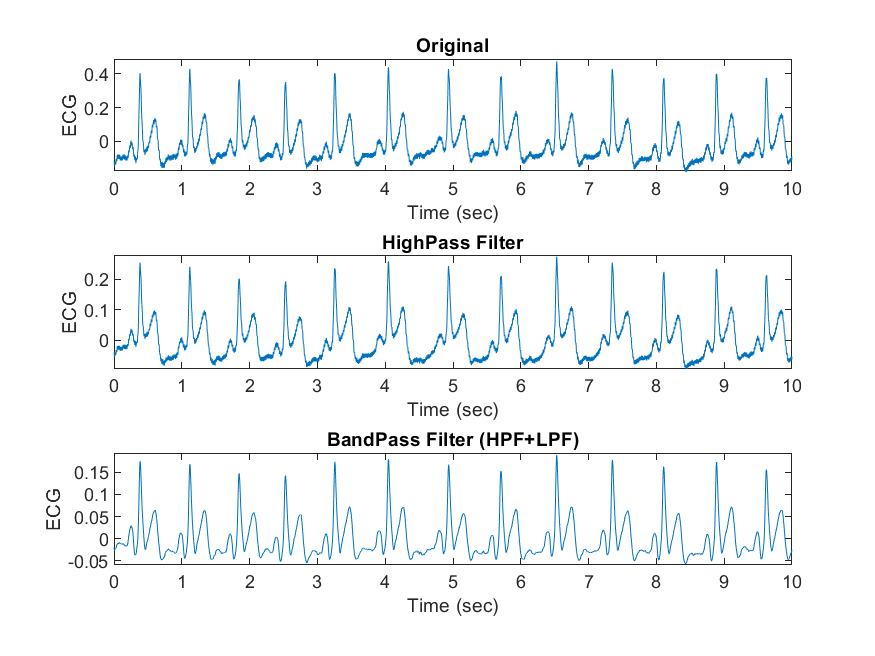 Original
0.4
0.2
0
ECG
0 1 2 3 4 5 6 7 8 9 10
Time (sec)
HighPass Filter
0.2
0.1
0
ECG
0 1 2 3 4 5 6 7 8 9 10
Time (sec)
BandPass Filter (HPF+LPF)
0.15
0.1
0.05
0
-0.05
ECG
0 1 2 3 4 5 6 7 8 9 10
Time (sec)